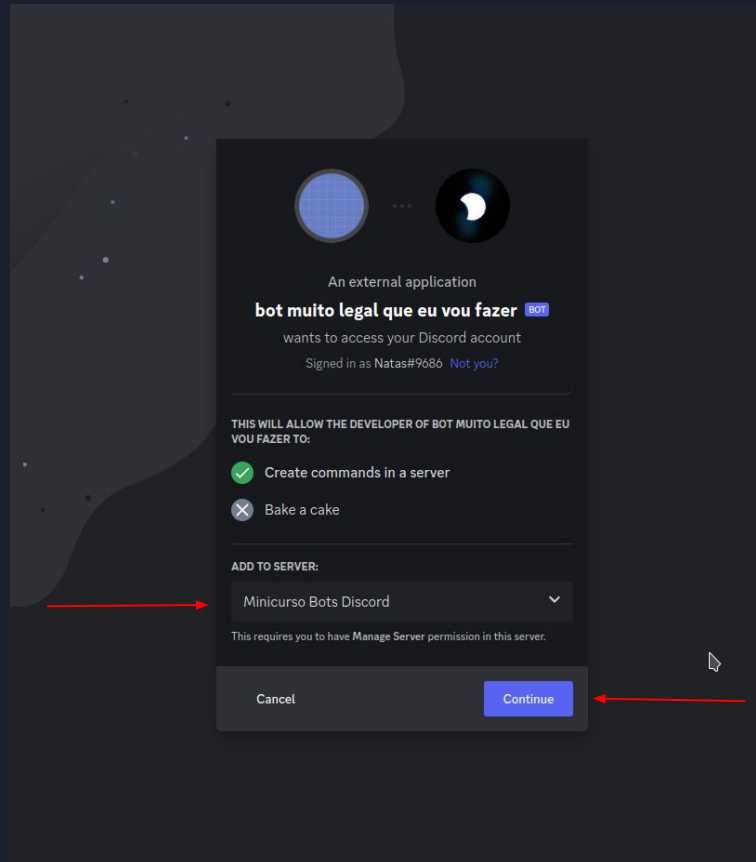 An external application
bot muito legal que eu vou fazer BOT
wants to access your Discord account
Signed in as Natas#9686 Not you?
THIS WILL ALLOW THE DEVELOPER OF BOT MUITO LEGAL QUE EU
VOU FAZER TO:
Create commands in a server
Bake a cake
ADD TO SERVER:
Minicurso Bots Discord
This requires you to have Manage Server permission in this server.
Cancel Continue